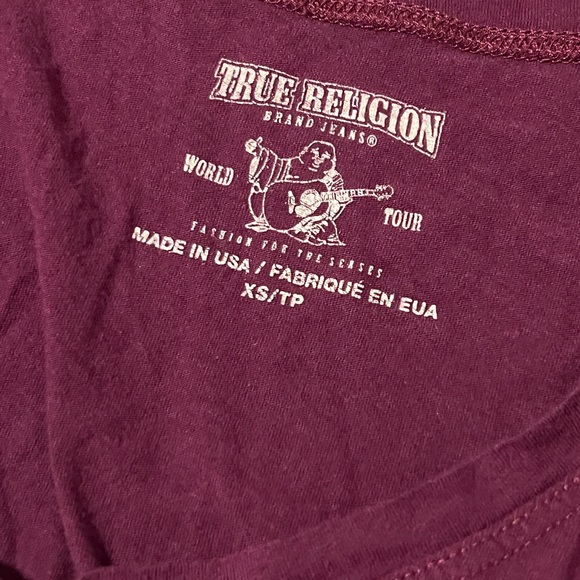 TRUE RELIGION
BRAND JEANS®
WORLD TOUR
FASHION FOR THE SENSES
MADE IN USA / FABRIQUÉ EN EUA
XS/TP